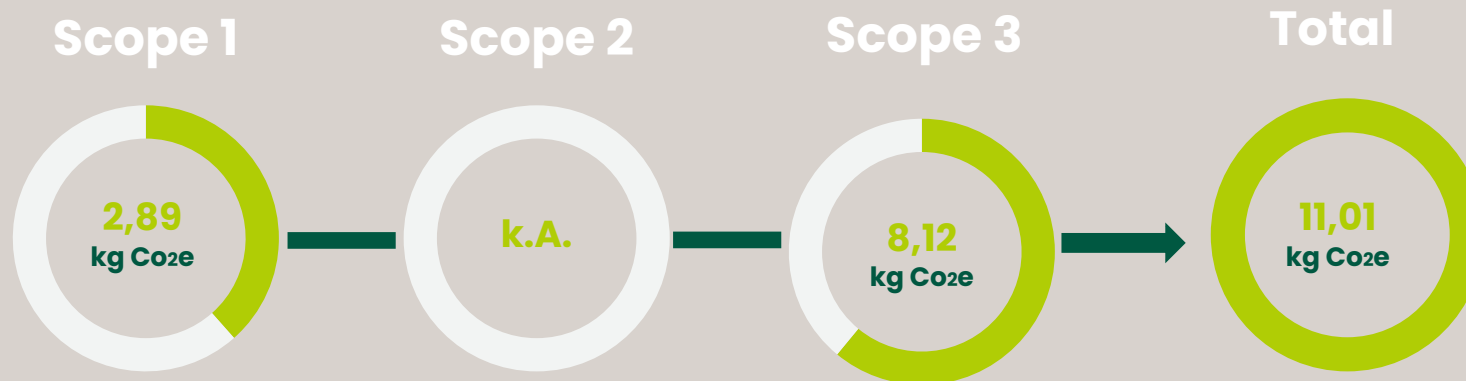 Scope 1
Scope 2
Scope 3
Total
2,89
kg Co2e
k.A.
8,12
kg Co2e
11,01
kg Co2e